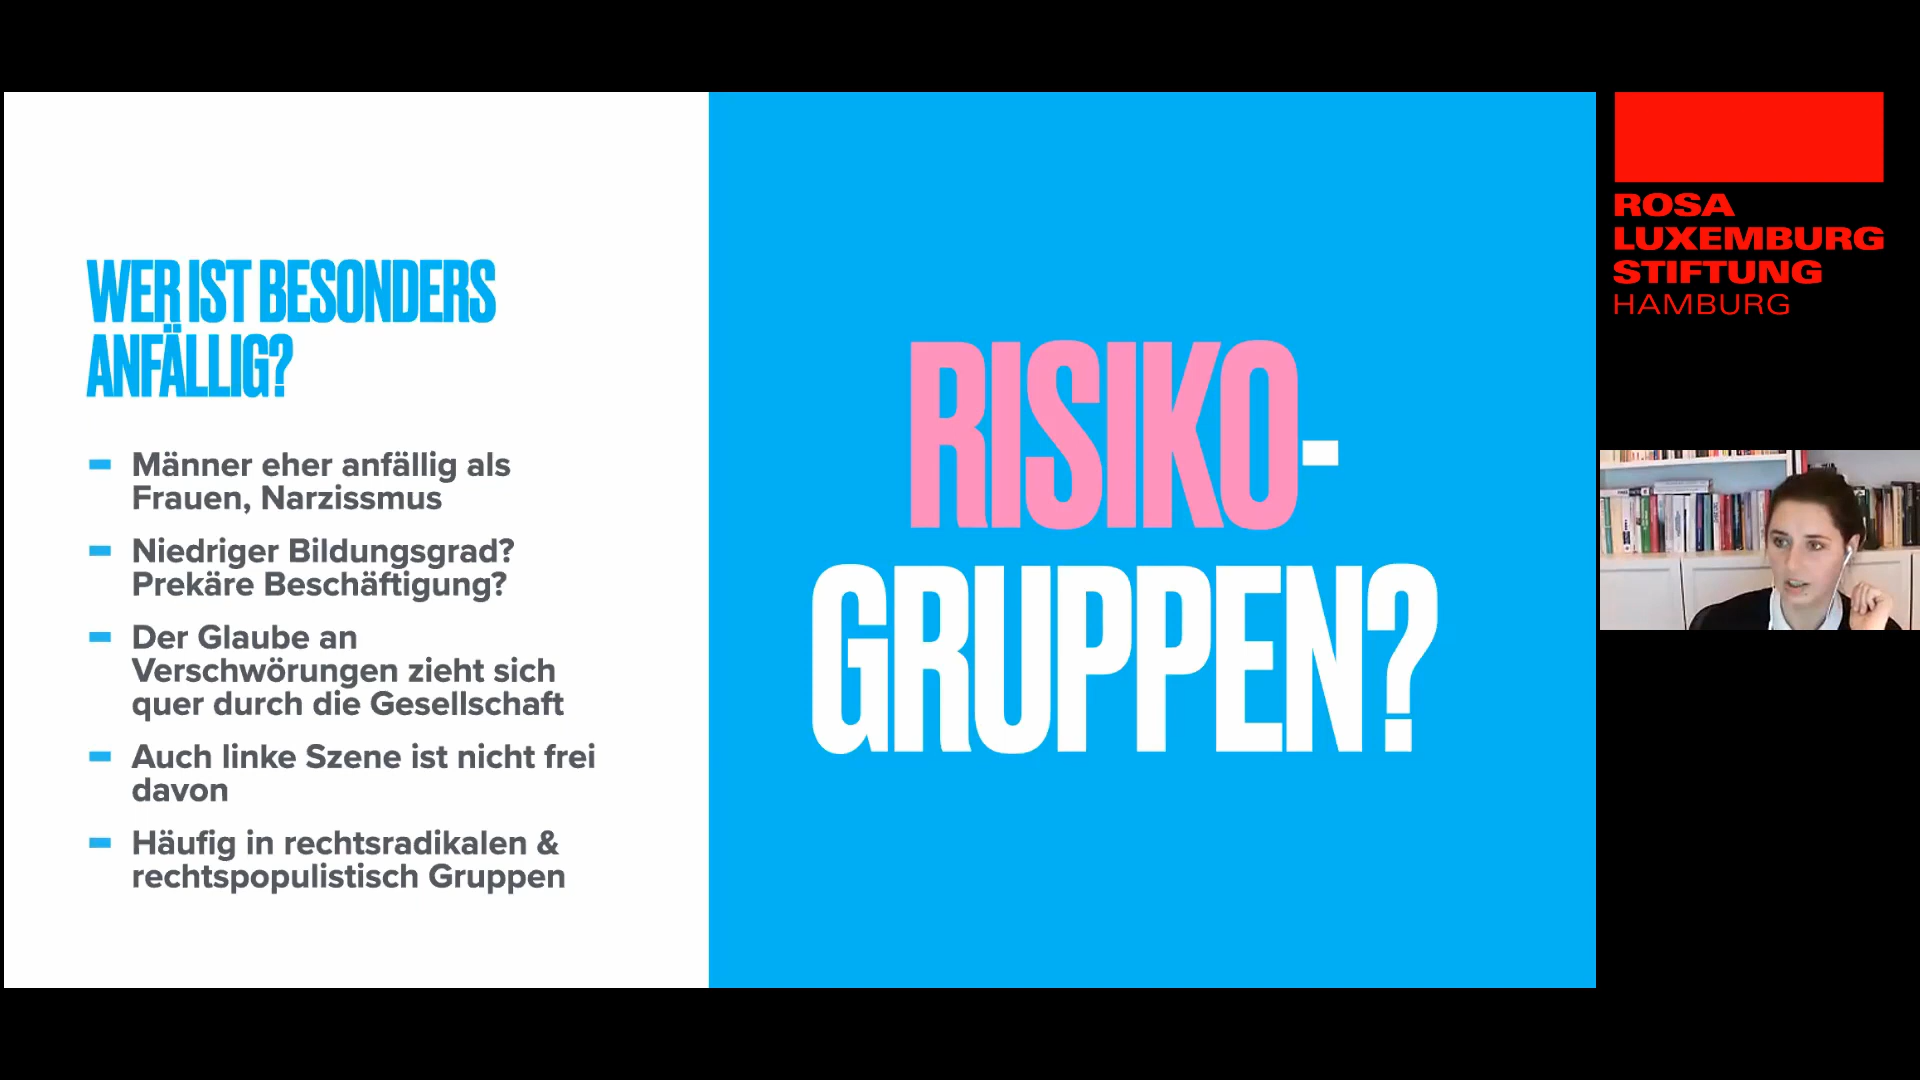 WER IST BESONDERS
ANFÄLLIG?
- Männer eher anfällig als
Frauen, Narzissmus
- Niedriger Bildungsgrad?
Prekäre Beschäftigung?
- Der Glaube an
Verschwörungen zieht sich
quer durch die Gesellschaft
- Auch linke Szene ist nicht frei
davon
- Häufig in rechtsradikalen &
rechtspopulistisch Gruppen
RISIKO-
GRUPPEN?
ROSA
LUXEMBURG
STIFTUNG
HAMBURG